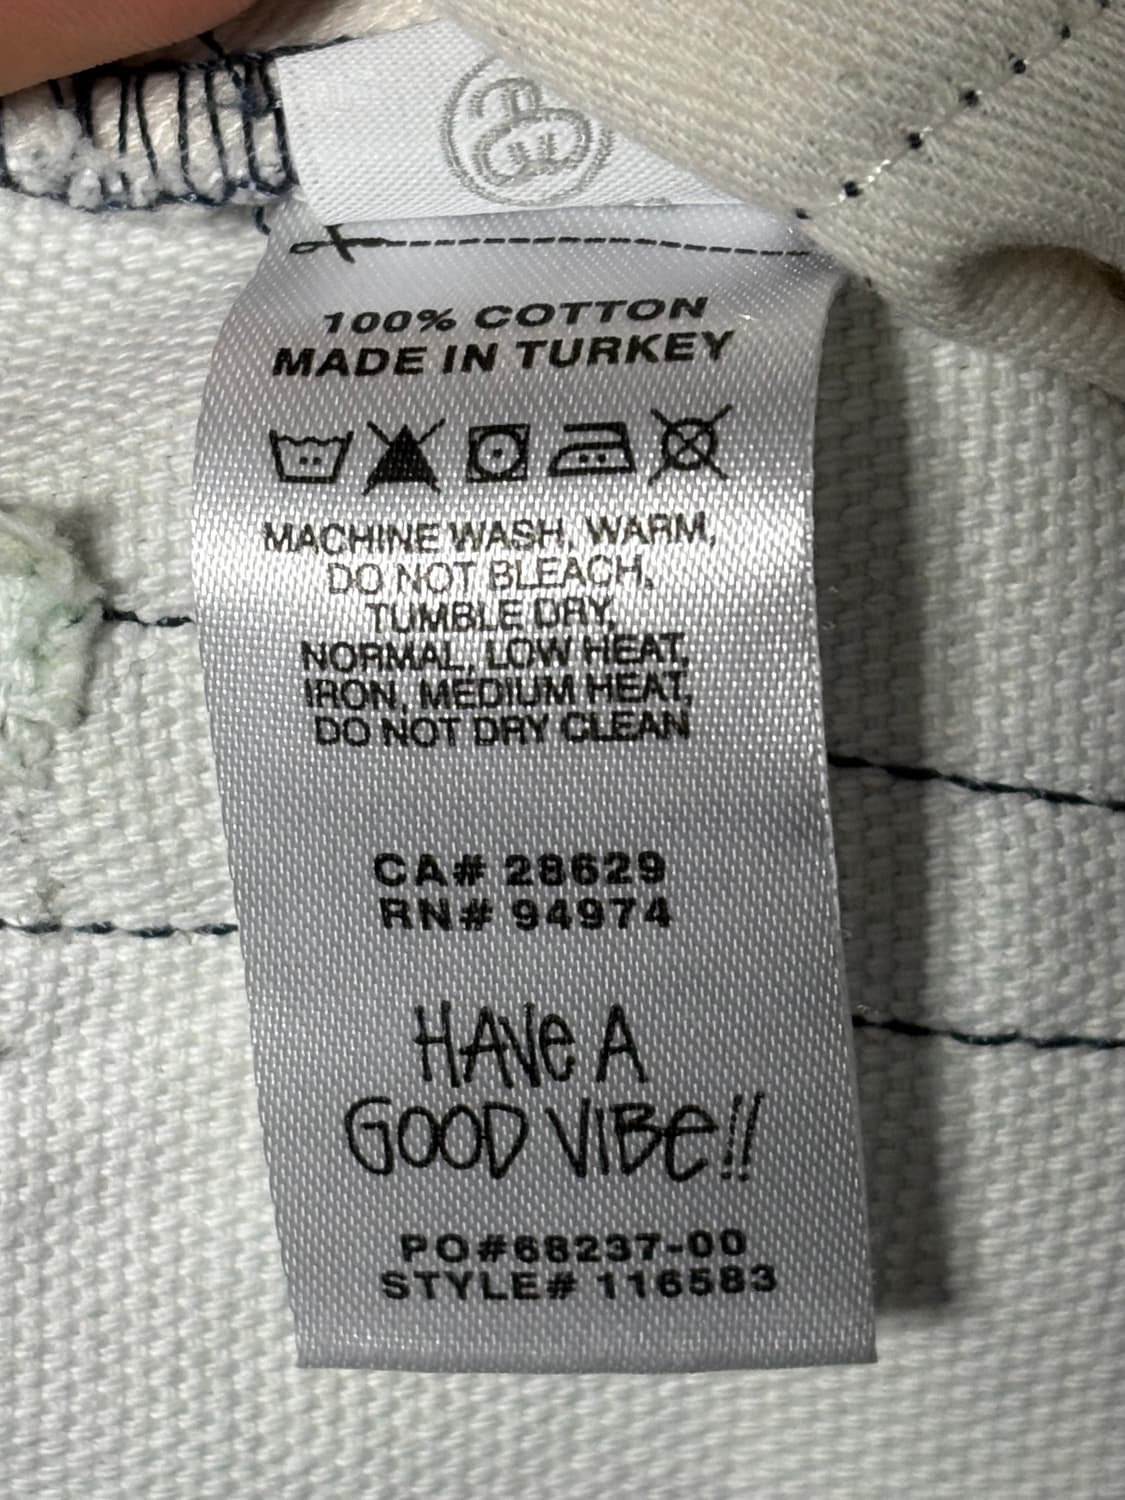 100% COTTON
MADE IN TURKEY
MACHINE WASH, WARM,
DO NOT BLEACH,
TUMBLE DRY,
NORMAL, LOW HEAT,
IRON, MEDIUM HEAT,
DO NOT DRY CLEAN
CA# 28629
RN# 94974
HAVe A
GOOD VIBe!!
PO#68237-00
STYLE# 116583